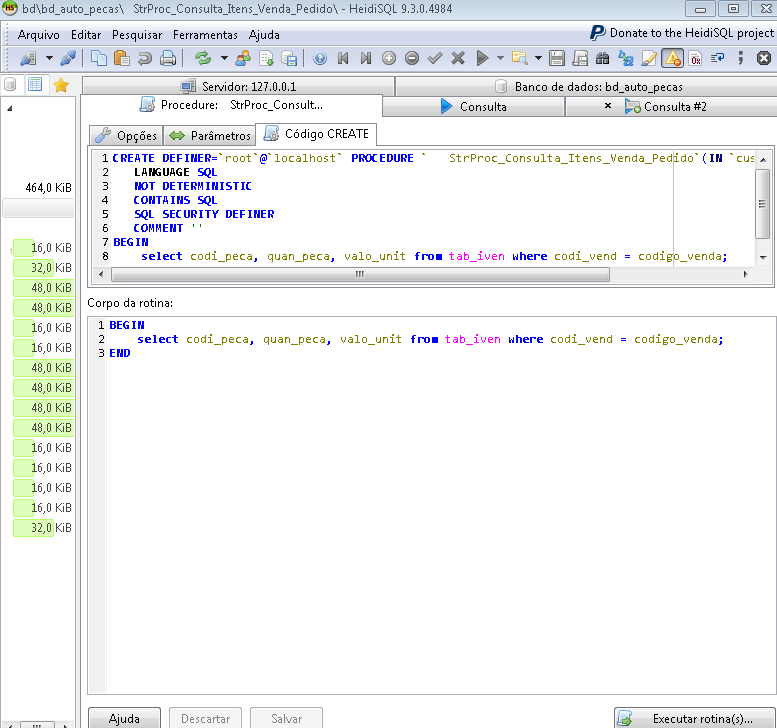 bd\bd_auto_pecas\   StrProc_Consulta_Itens_Venda_Pedido\ - HeidiSQL 9.3.0.4984
Arquivo Editar Pesquisar Ferramentas Ajuda
Donate to the HeidiSQL project
Servidor: 127.0.0.1
Banco de dados: bd_auto_pecas
Procedure:   StrProc_Consult...
Consulta
Consulta #2
Opções
Parâmetros
Código CREATE
1 CREATE DEFINER=`root`@`localhost` PROCEDURE `   StrProc_Consulta_Itens_Venda_Pedido`(IN `cus
2 LANGUAGE SQL
3 NOT DETERMINISTIC
4 CONTAINS SQL
5 SQL SECURITY DEFINER
6 COMMENT ''
7 BEGIN
8 select codi_peca, quan_peca, valo_unit from tab_iven where codi_vend = codigo_venda;
Corpo da rotina:
1 BEGIN
2 select codi_peca, quan_peca, valo_unit from tab_iven where codi_vend = codigo_venda;
3 END
464,0 KiB
16,0 KiB
32,0 KiB
48,0 KiB
48,0 KiB
16,0 KiB
16,0 KiB
48,0 KiB
48,0 KiB
48,0 KiB
48,0 KiB
16,0 KiB
16,0 KiB
16,0 KiB
16,0 KiB
32,0 KiB
Ajuda
Descartar
Salvar
Executar rotina(s)...